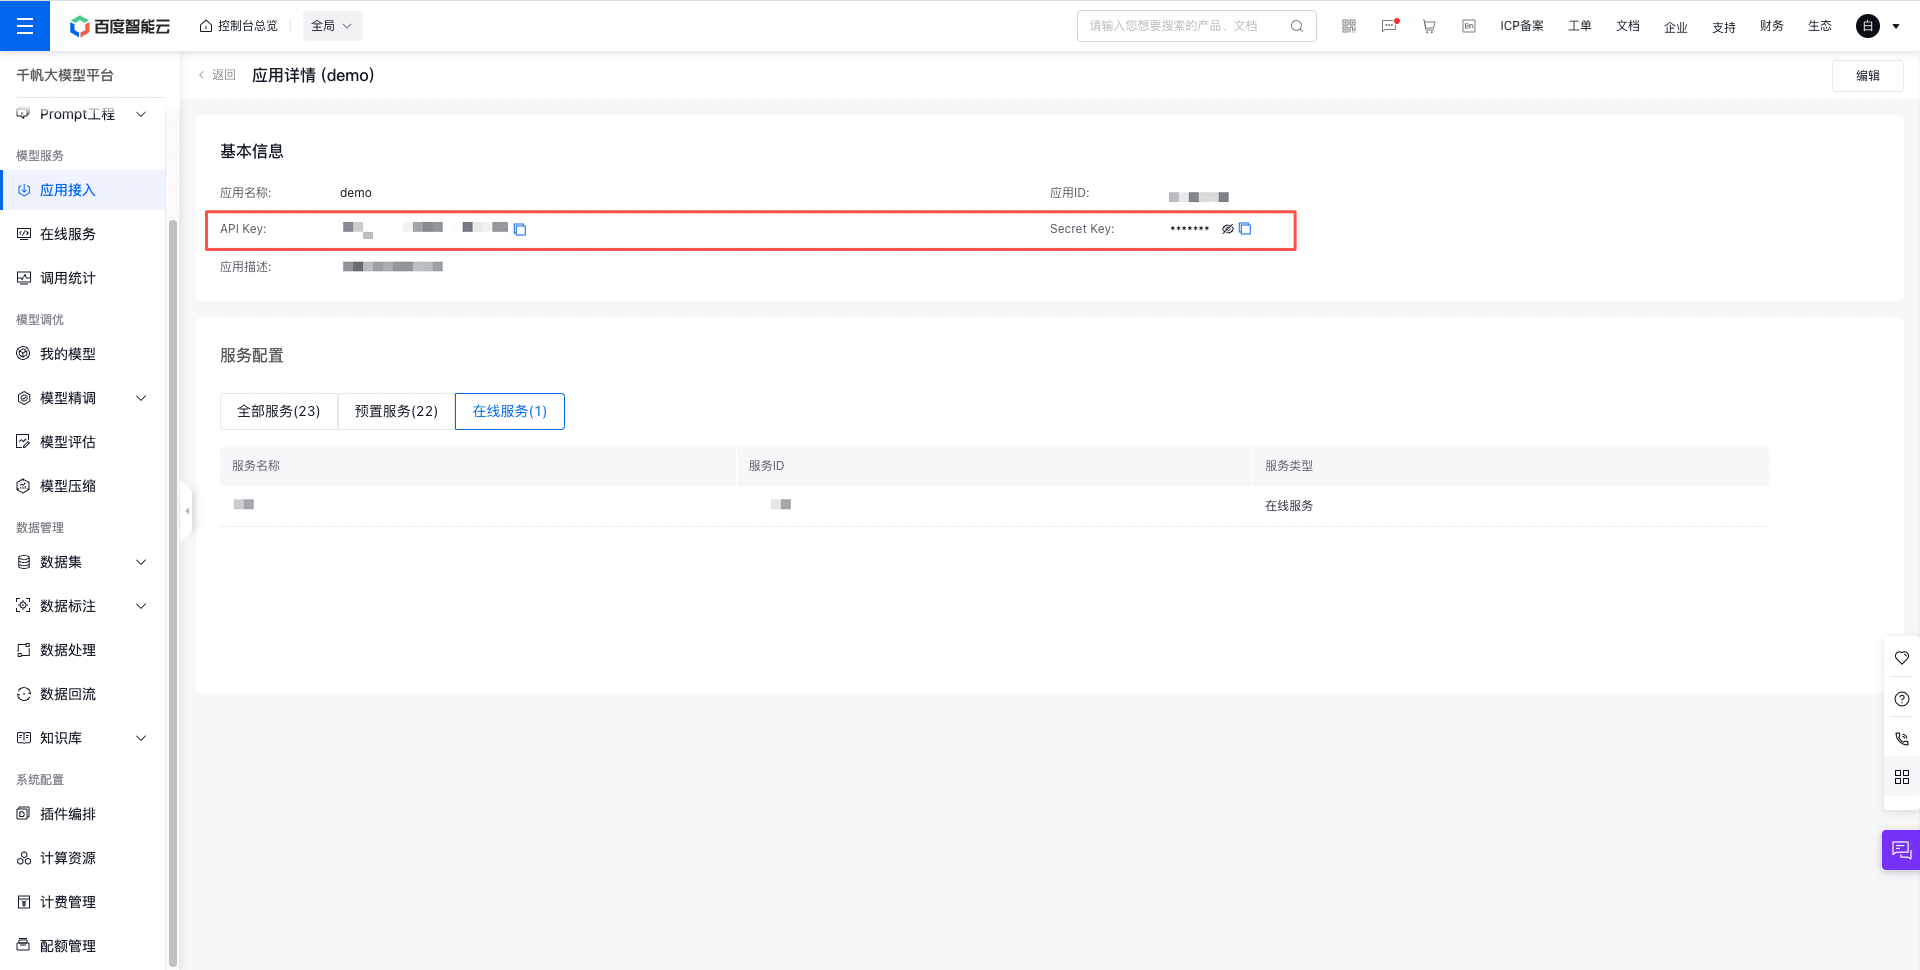 百度智能云
控制台总览
全局
请输入您想要搜索的产品、文档
En
ICP备案
工单
文档
企业
支持
财务
生态
白
千帆大模型平台
Prompt工程
模型服务
应用接入
在线服务
调用统计
模型调优
我的模型
模型精调
模型评估
模型压缩
数据管理
数据集
数据标注
数据处理
数据回流
知识库
系统配置
插件编排
计算资源
计费管理
配额管理
返回
应用详情 (demo)
编辑
基本信息
应用名称: demo
应用ID:
API Key:
Secret Key: *******
应用描述:
服务配置
全部服务(23) 预置服务(22) 在线服务(1)
服务名称 服务ID 服务类型
在线服务